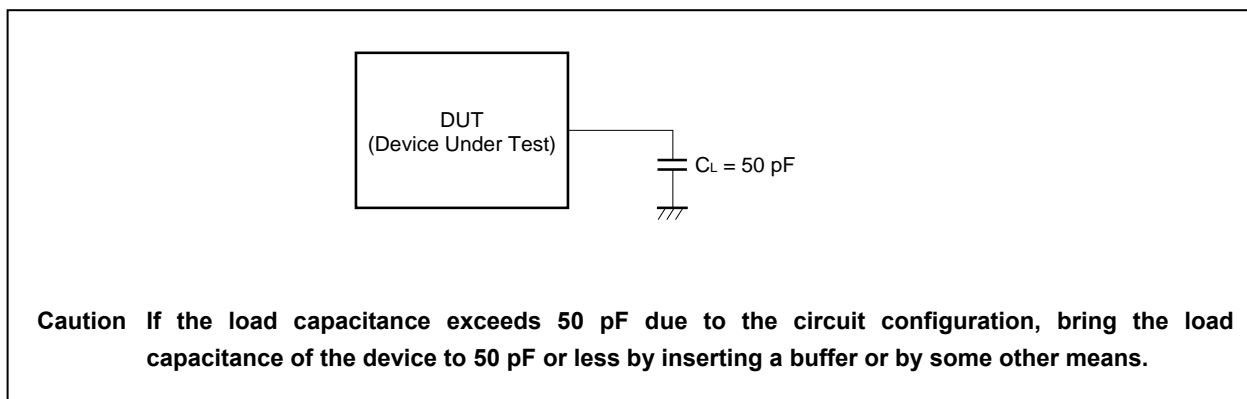 DUT
(Device Under Test)
CL = 50 pF
Caution If the load capacitance exceeds 50 pF due to the circuit configuration, bring the load
capacitance of the device to 50 pF or less by inserting a buffer or by some other means.